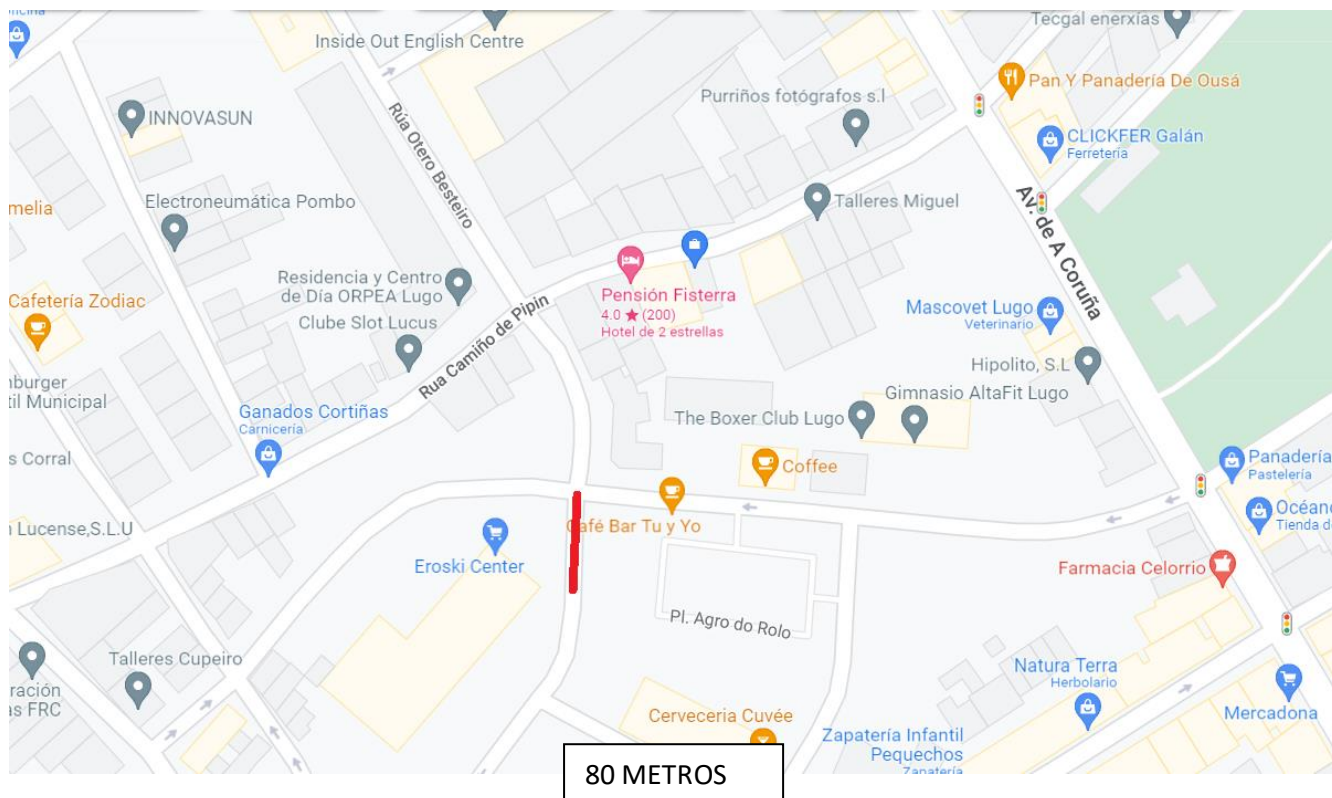 Inside Out English Centre
Tecgal enerxías
Pan Y Panadería De Ousá
Purriños fotógrafos s.l
INNOVASUN
CLICKFER Galán
Ferretería
Rúa Otero Besteiro
Electroneumática Pombo
Talleres Miguel
Av. de A Coruña
melia
Residencia y Centro
de Día ORPEA Lugo
Pensión Fisterra
4.0 ★ (200)
Hotel de 2 estrellas
Cafetería Zodiac
Clube Slot Lucus
Rua Camiño de Pipin
Mascovet Lugo
Veterinario
Hipolito, S.L
nburger
til Municipal
Gimnasio AltaFit Lugo
Ganados Cortiñas
Carnicería
The Boxer Club Lugo
s Corral
Coffee
Panadería
Pastelería
Océano
Tienda d
n Lucense,S.L.U
Café Bar Tu y Yo
Eroski Center
Farmacia Celorrio
Pl. Agro do Rolo
Talleres Cupeiro
ración
as FRC
Natura Terra
Herbolario
Cerveceria Cuvée
Mercadona
Zapatería Infantil
Pequechos
Zapatería
80 METROS